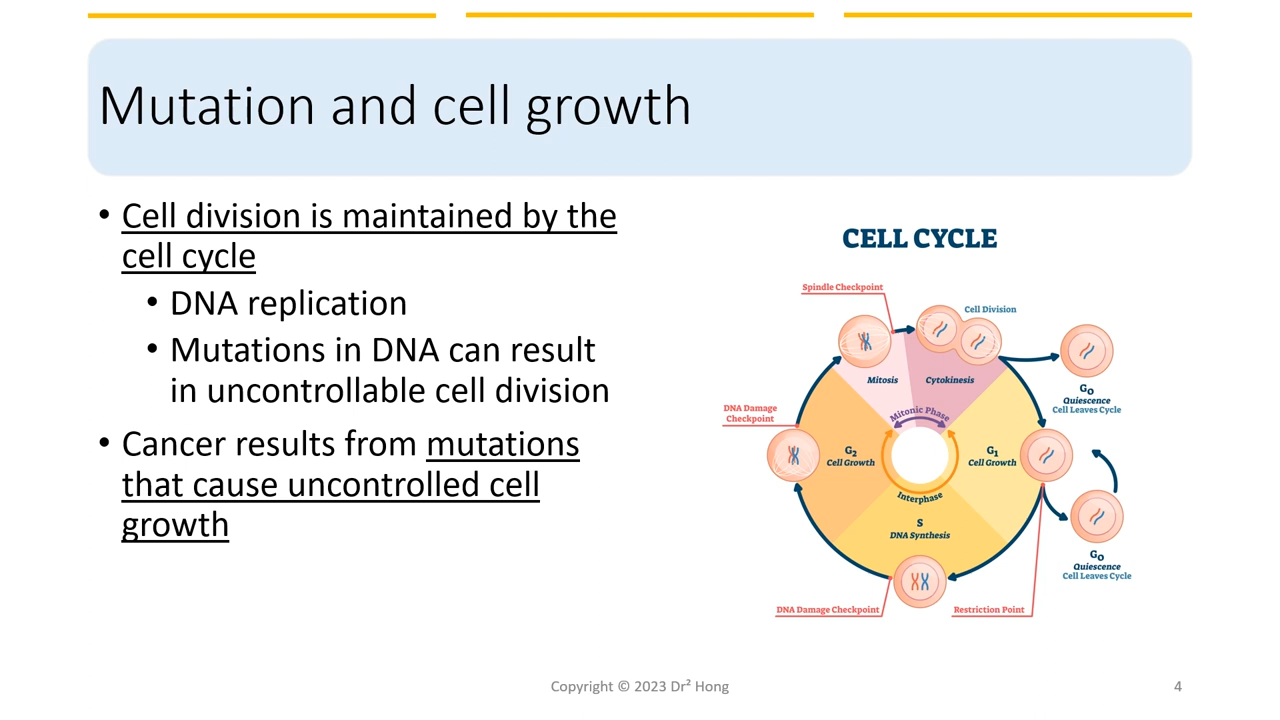 Mutation and cell growth
• Cell division is maintained by the
cell cycle
• DNA replication
• Mutations in DNA can result
in uncontrollable cell division
• Cancer results from mutations
that cause uncontrolled cell
growth
CELL CYCLE
Spindle Checkpoint
Cell Division
Mitosis
Cytokinesis
G0
Quiescence
Cell Leaves Cycle
DNA Damage
Checkpoint
Mitonic Phase
G2
Cell Growth
G1
Cell Growth
Interphase
S
DNA Synthesis
G0
Quiescence
Cell Leaves Cycle
DNA Damage Checkpoint
Restriction Point
Copyright © 2023 Dr² Hong
4